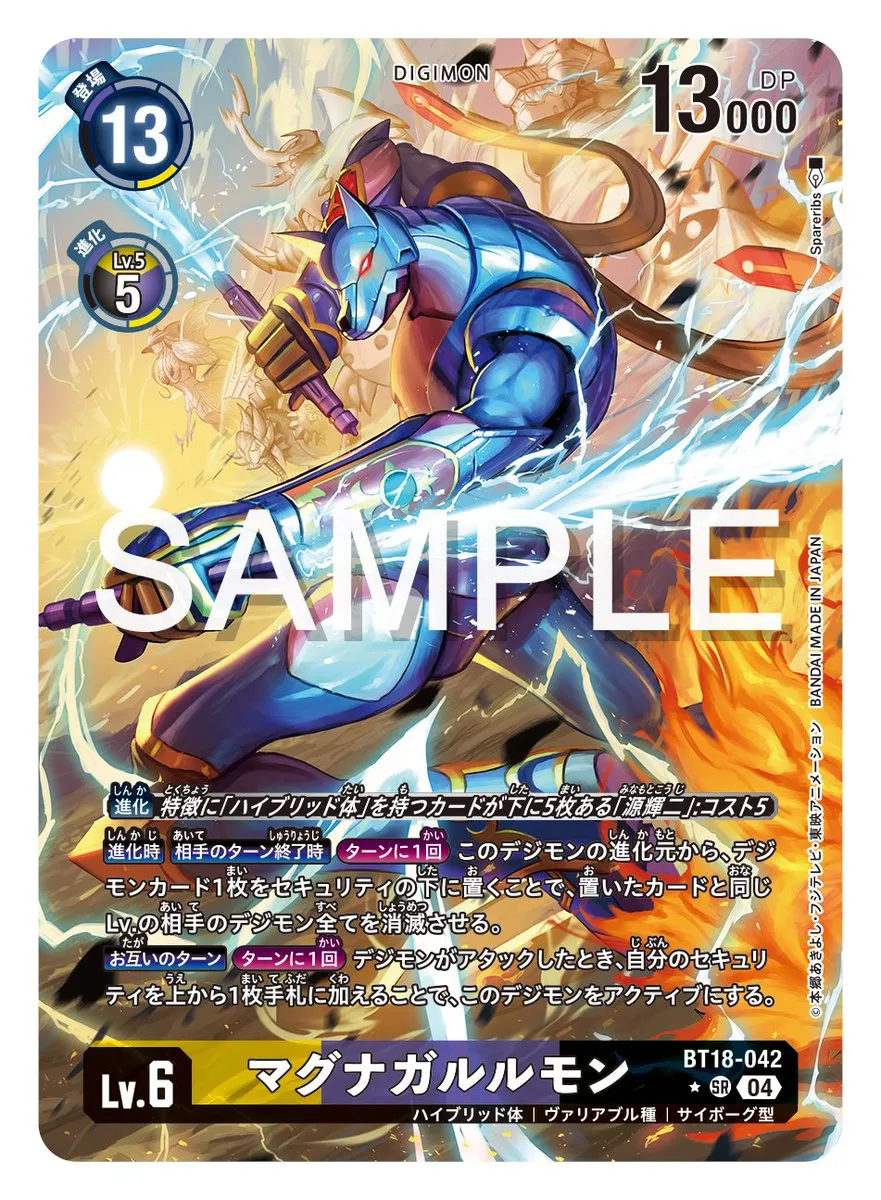 DIGIMON
登場
13
13000
DP
進化
Lv.5
5
Spareribs
SAMPLE
進化 特徴に「ハイブリッド体」を持つカードが下に5枚ある「源輝二」:コスト5
進化時 相手のターン終了時 ターンに1回 このデジモンの進化元から、デジ
モンカード1枚をセキュリティの下に置くことで、置いたカードと同じ
Lv.の相手のデジモン全てを消滅させる。
お互いのターン ターンに1回 デジモンがアタックしたとき、自分のセキュリ
ティを上から1枚手札に加えることで、このデジモンをアクティブにする。
©本郷あきよし・フジテレビ・東映アニメーション BANDAI MADE IN JAPAN
Lv.6
マグナガルルモン
BT18-042
★ SR 04
ハイブリッド体 | ヴァリアブル種 | サイボーグ型